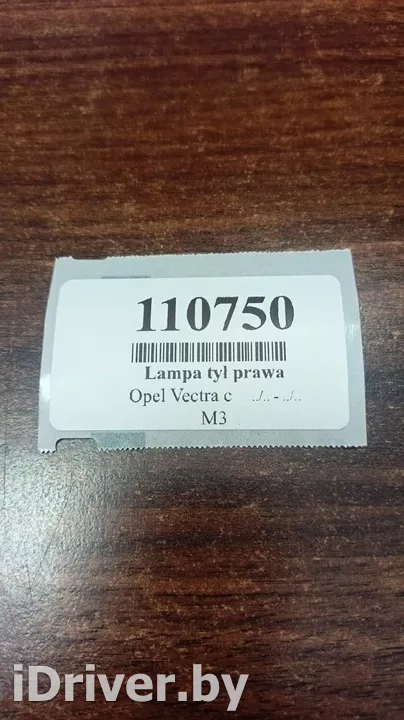 110750
Lampa tył prawa
Opel Vectra c ../.. - ../..
M3
iDriver.by